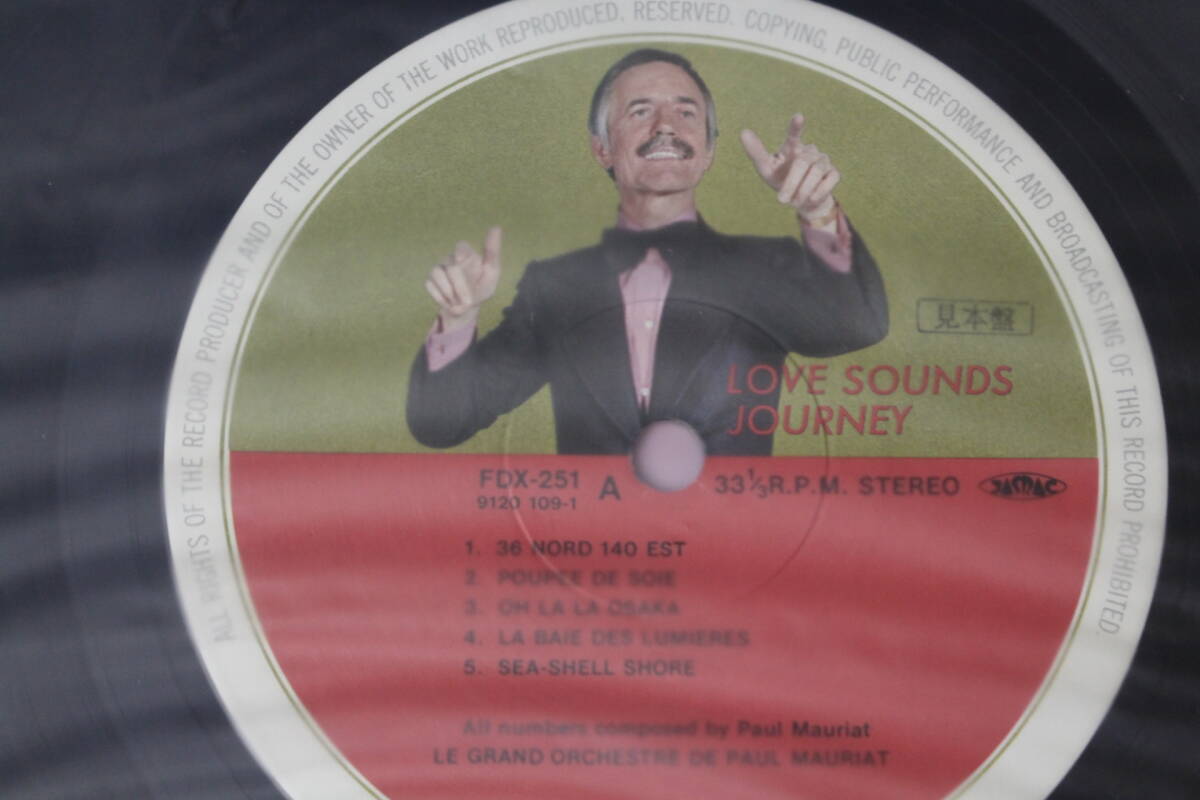 ALL RIGHTS OF THE RECORD PRODUCER AND OF THE OWNER OF THE WORK REPRODUCED. RESERVED. COPYING, PUBLIC PERFORMANCE AND BROADCASTING OF THIS RECORD PROHIBITED.
見本盤
LOVE SOUNDS
JOURNEY
FDX-251 A 33⅓R.P.M. STEREO JASRAC
9120 109-1
1. 36 NORD 140 EST
2. POUPEE DE SOIE
3. OH LA LA OSAKA
4. LA BAIE DES LUMIERES
5. SEA-SHELL SHORE
All numbers composed by Paul Mauriat
LE GRAND ORCHESTRE DE PAUL MAURIAT